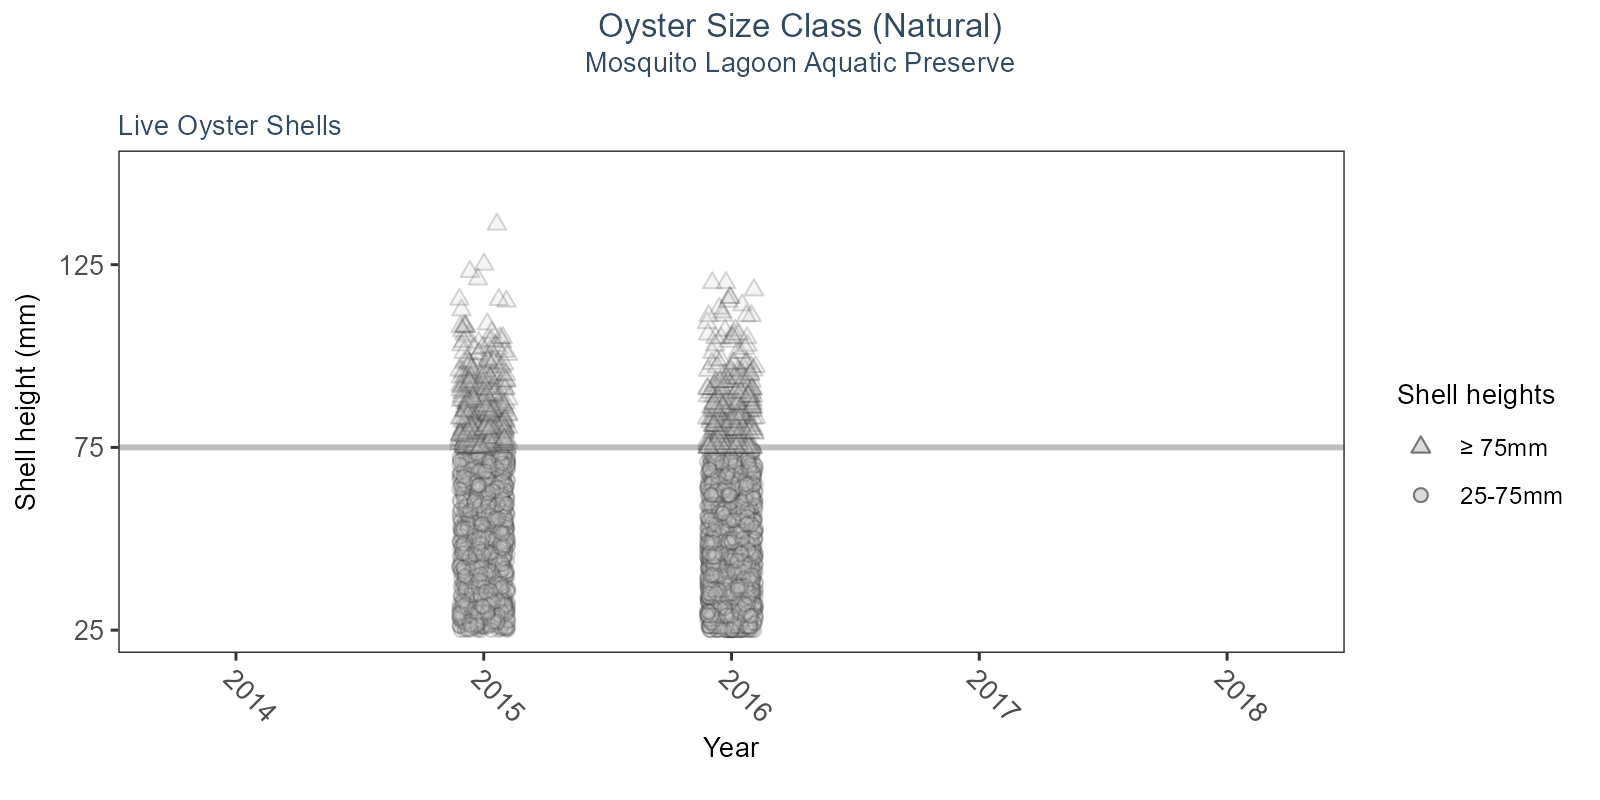 Oyster Size Class (Natural)
Mosquito Lagoon Aquatic Preserve
Live Oyster Shells
Shell height (mm)
125
75
25
2014
2015
2016
2017
2018
Year
Shell heights
≥ 75mm
25-75mm